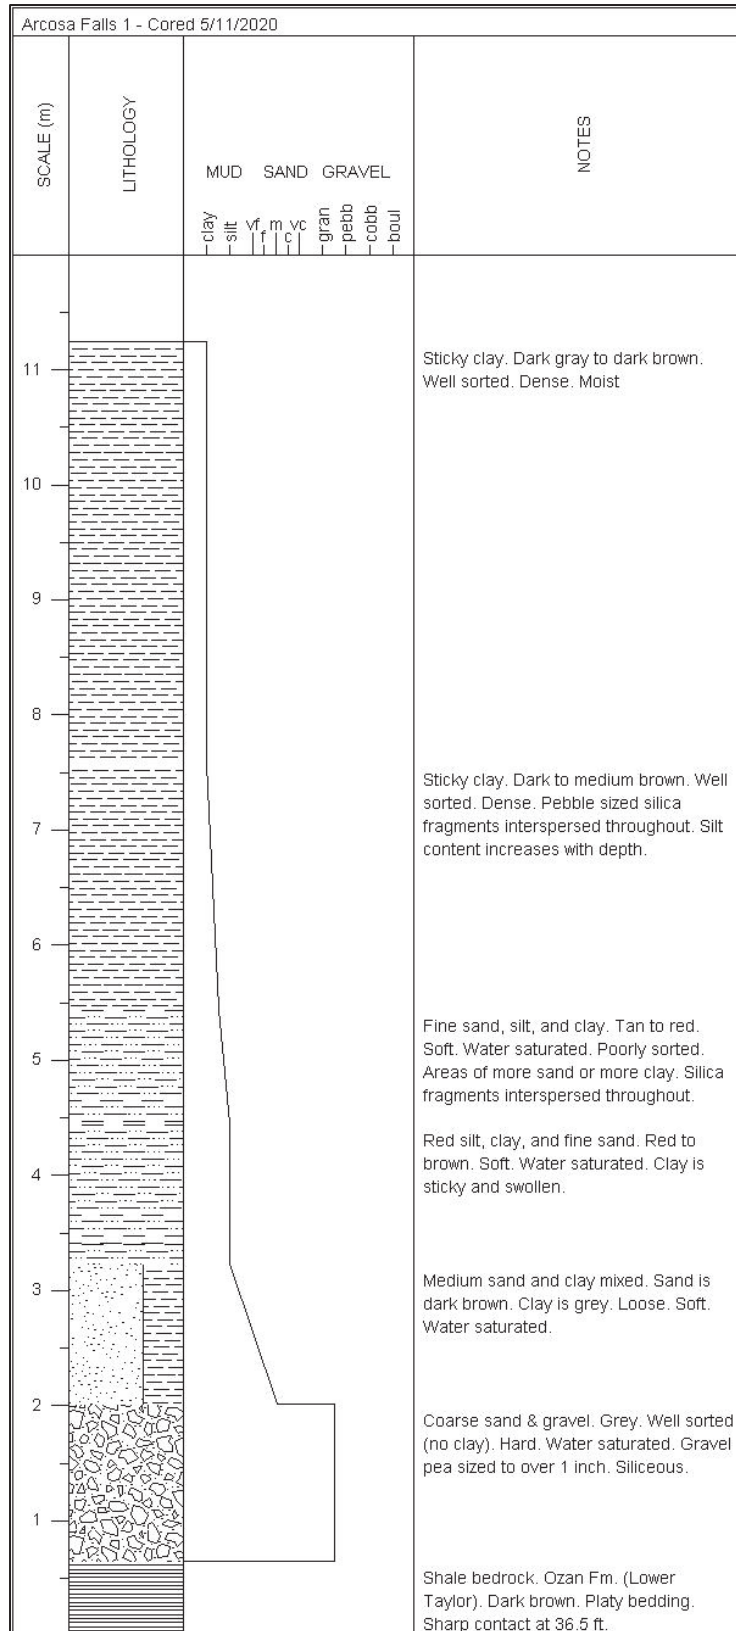 Arcosa Falls 1 - Cored 5/11/2020
SCALE (m)
LITHOLOGY
MUD SAND GRAVEL
clay
silt
vf
f
m
c
vc
gran
pebb
cobb
boul
NOTES
11
10
9
8
7
6
5
4
3
2
1
Sticky clay. Dark gray to dark brown.
Well sorted. Dense. Moist
Sticky clay. Dark to medium brown. Well
sorted. Dense. Pebble sized silica
fragments interspersed throughout. Silt
content increases with depth.
Fine sand, silt, and clay. Tan to red.
Soft. Water saturated. Poorly sorted.
Areas of more sand or more clay. Silica
fragments interspersed throughout.
Red silt, clay, and fine sand. Red to
brown. Soft. Water saturated. Clay is
sticky and swollen.
Medium sand and clay mixed. Sand is
dark brown. Clay is grey. Loose. Soft.
Water saturated.
Coarse sand & gravel. Grey. Well sorted
(no clay). Hard. Water saturated. Gravel
pea sized to over 1 inch. Siliceous.
Shale bedrock. Ozan Fm. (Lower
Taylor). Dark brown. Platy bedding.
Sharp contact at 36.5 ft.